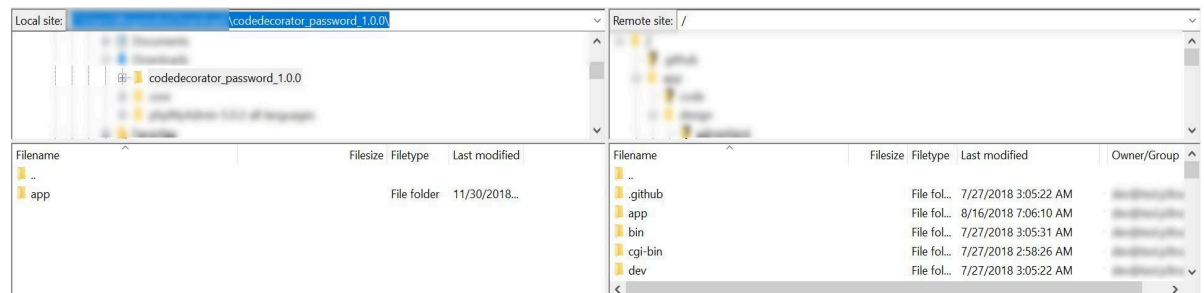 Local site: \codedecorator_password_1.0.0\
Remote site: /
codedecorator_password_1.0.0
Filename Filesize Filetype Last modified
..
app File folder 11/30/2018...
Filename Filesize Filetype Last modified Owner/Group
..
.github File fol... 7/27/2018 3:05:22 AM
app File fol... 8/16/2018 7:06:10 AM
bin File fol... 7/27/2018 3:05:31 AM
cgi-bin File fol... 7/27/2018 2:58:26 AM
dev File fol... 7/27/2018 3:05:22 AM